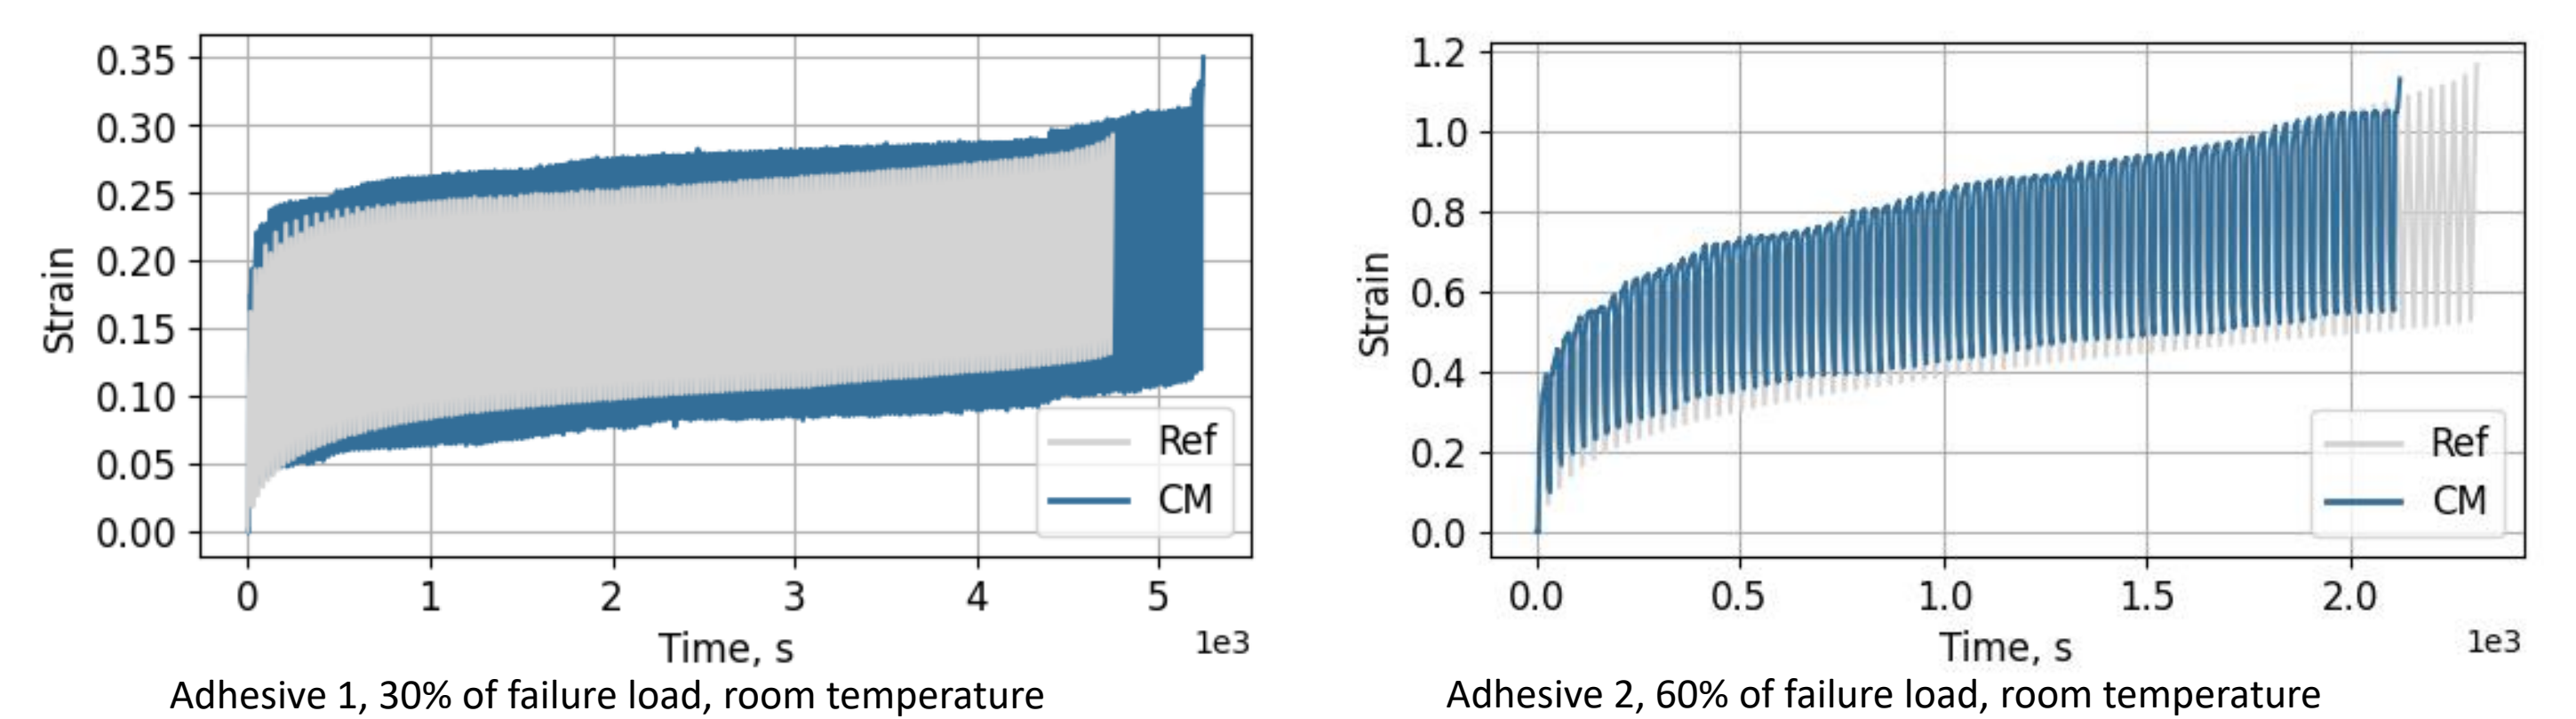 0.35
0.30
0.25
0.20
0.15
0.10
0.05
0.00
Strain
0 1 2 3 4 5
1e3
Time, s
Ref
CM
Adhesive 1, 30% of failure load, room temperature
1.2
1.0
0.8
0.6
0.4
0.2
0.0
Strain
0.0 0.5 1.0 1.5 2.0
1e3
Time, s
Ref
CM
Adhesive 2, 60% of failure load, room temperature